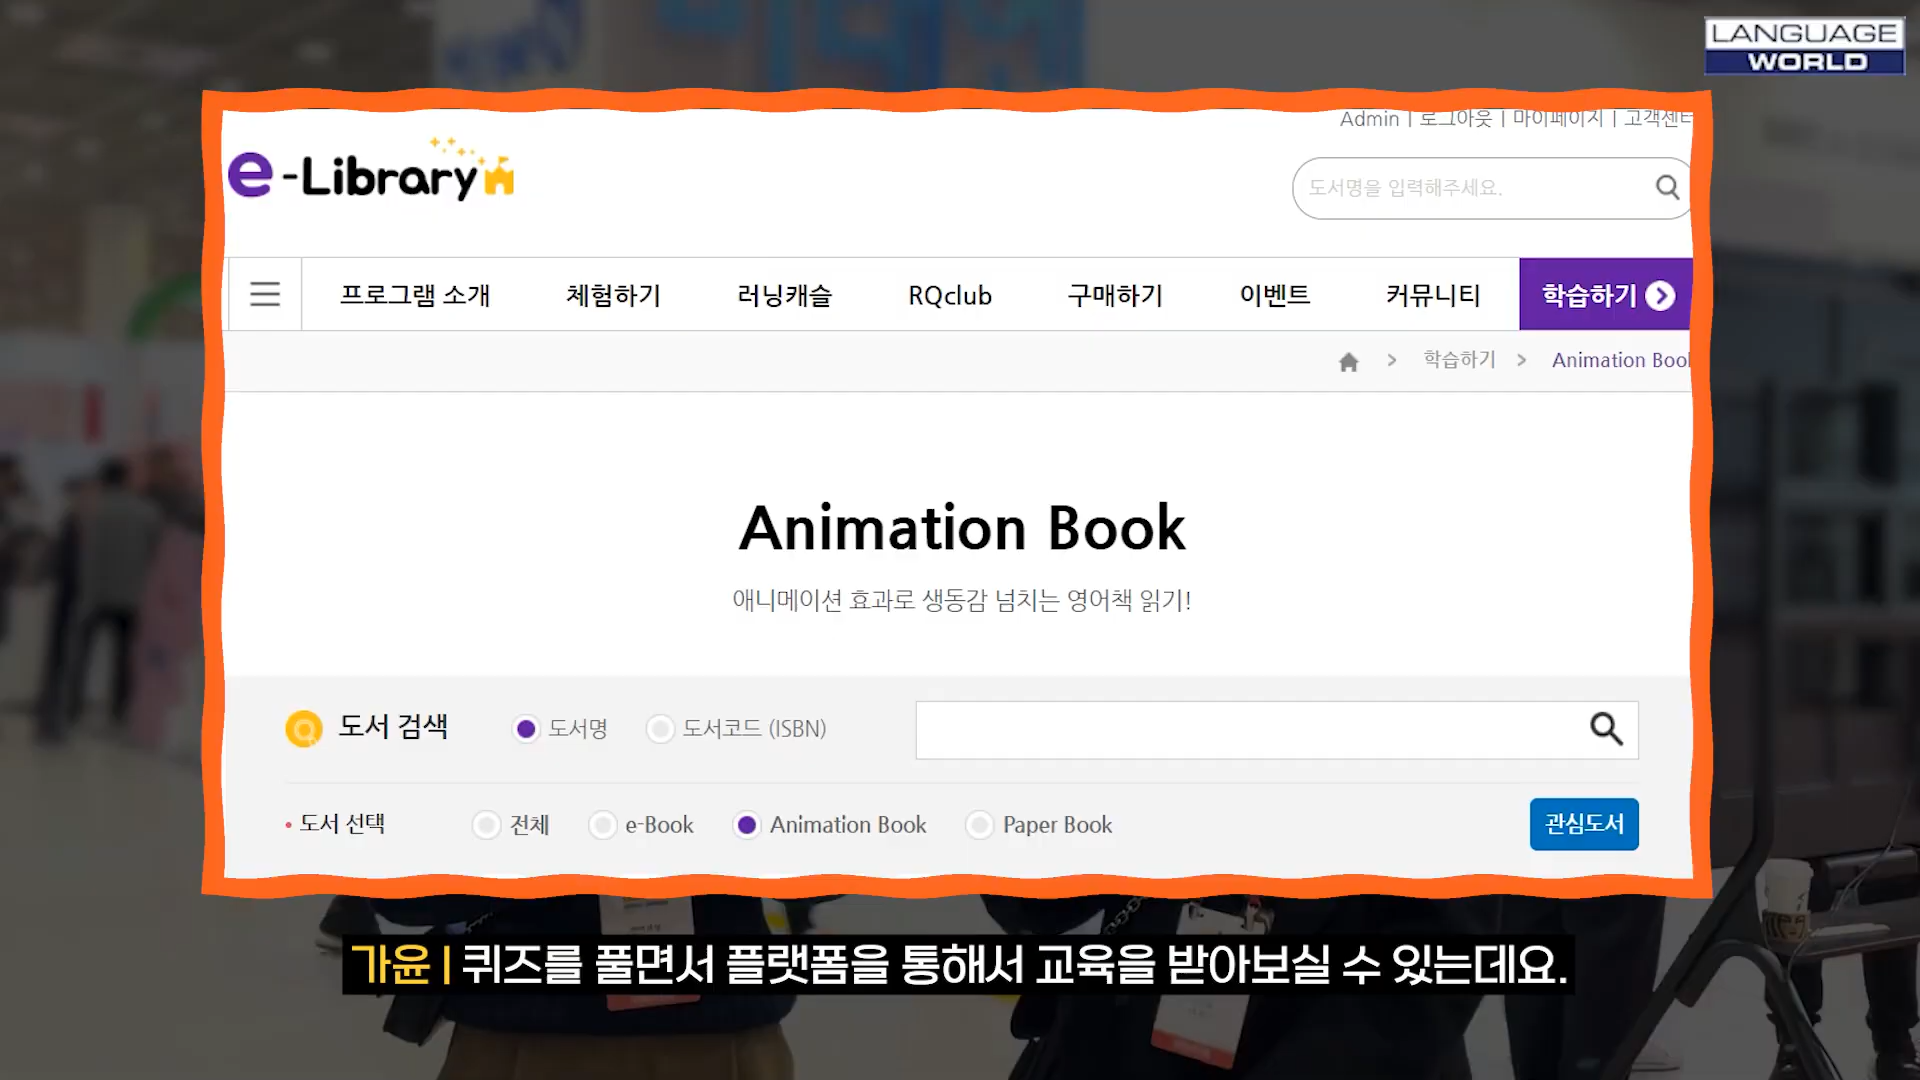 LANGUAGE
WORLD
Admin | 로그아웃 | 마이페이지 | 고객센터
e-Library
도서명을 입력해주세요.
프로그램 소개 체험하기 러닝캐슬 RQclub 구매하기 이벤트 커뮤니티 학습하기
> 학습하기 > Animation Book
Animation Book
애니메이션 효과로 생동감 넘치는 영어책 읽기!
도서 검색 도서명 도서코드 (ISBN)
• 도서 선택 전체 e-Book Animation Book Paper Book 관심도서
가윤 | 퀴즈를 풀면서 플랫폼을 통해서 교육을 받아보실 수 있는데요.